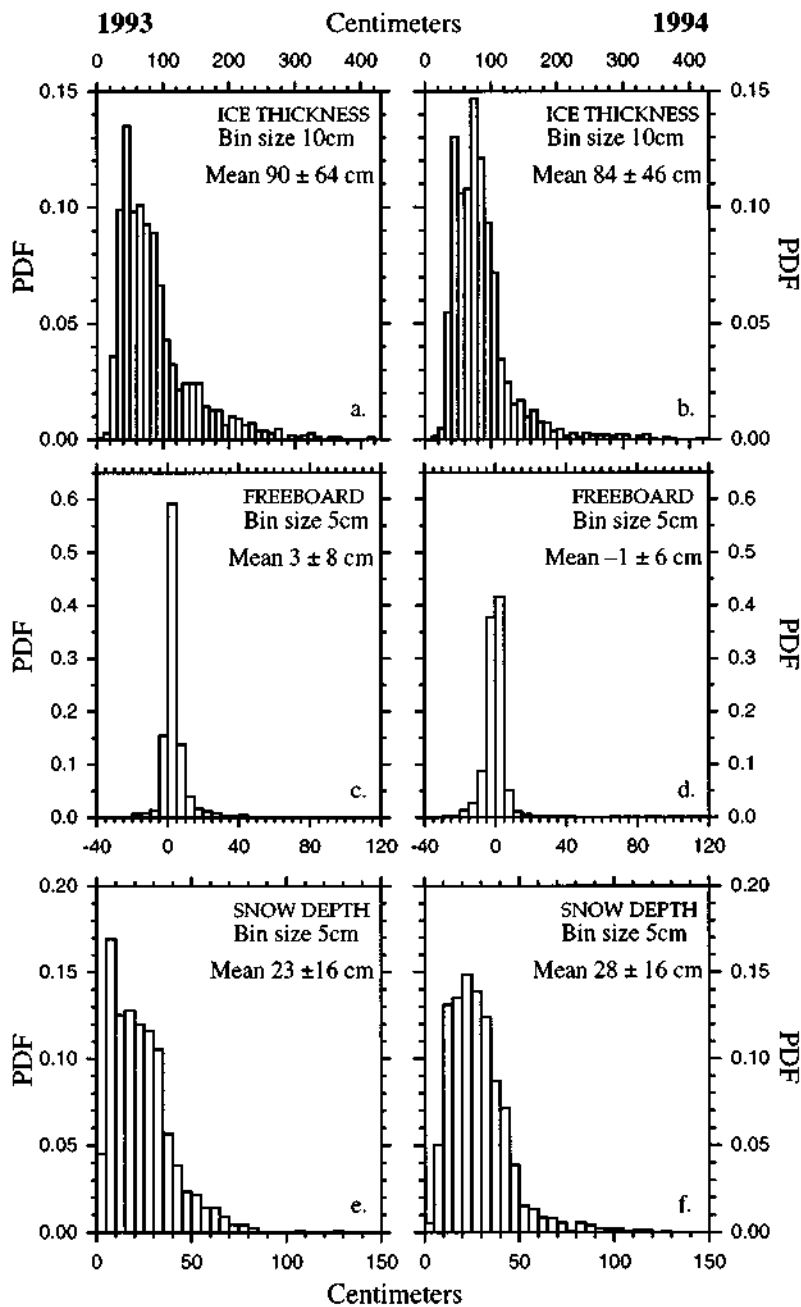 1993 Centimeters 1994
0 100 200 300 400 0 100 200 300 400
0.15 0.15
ICE THICKNESS ICE THICKNESS
Bin size 10cm Bin size 10cm
Mean 90 ± 64 cm Mean 84 ± 46 cm
0.10 0.10
PDF PDF
0.05 0.05
a. b.
0.00 0.00
0.6 0.6
FREEBOARD FREEBOARD
Bin size 5cm Bin size 5cm
0.5 0.5
Mean 3 ± 8 cm Mean –1 ± 6 cm
0.4 0.4
PDF PDF
0.3 0.3
0.2 0.2
0.1 0.1
c. d.
0.0 0.0
-40 0 40 80 120 -40 0 40 80 120
0.20 0.20
SNOW DEPTH SNOW DEPTH
Bin size 5cm Bin size 5cm
Mean 23 ±16 cm Mean 28 ± 16 cm
0.15 0.15
PDF PDF
0.10 0.10
0.05 0.05
e. f.
0.00 0.00
0 50 100 150 0 50 100 150
Centimeters